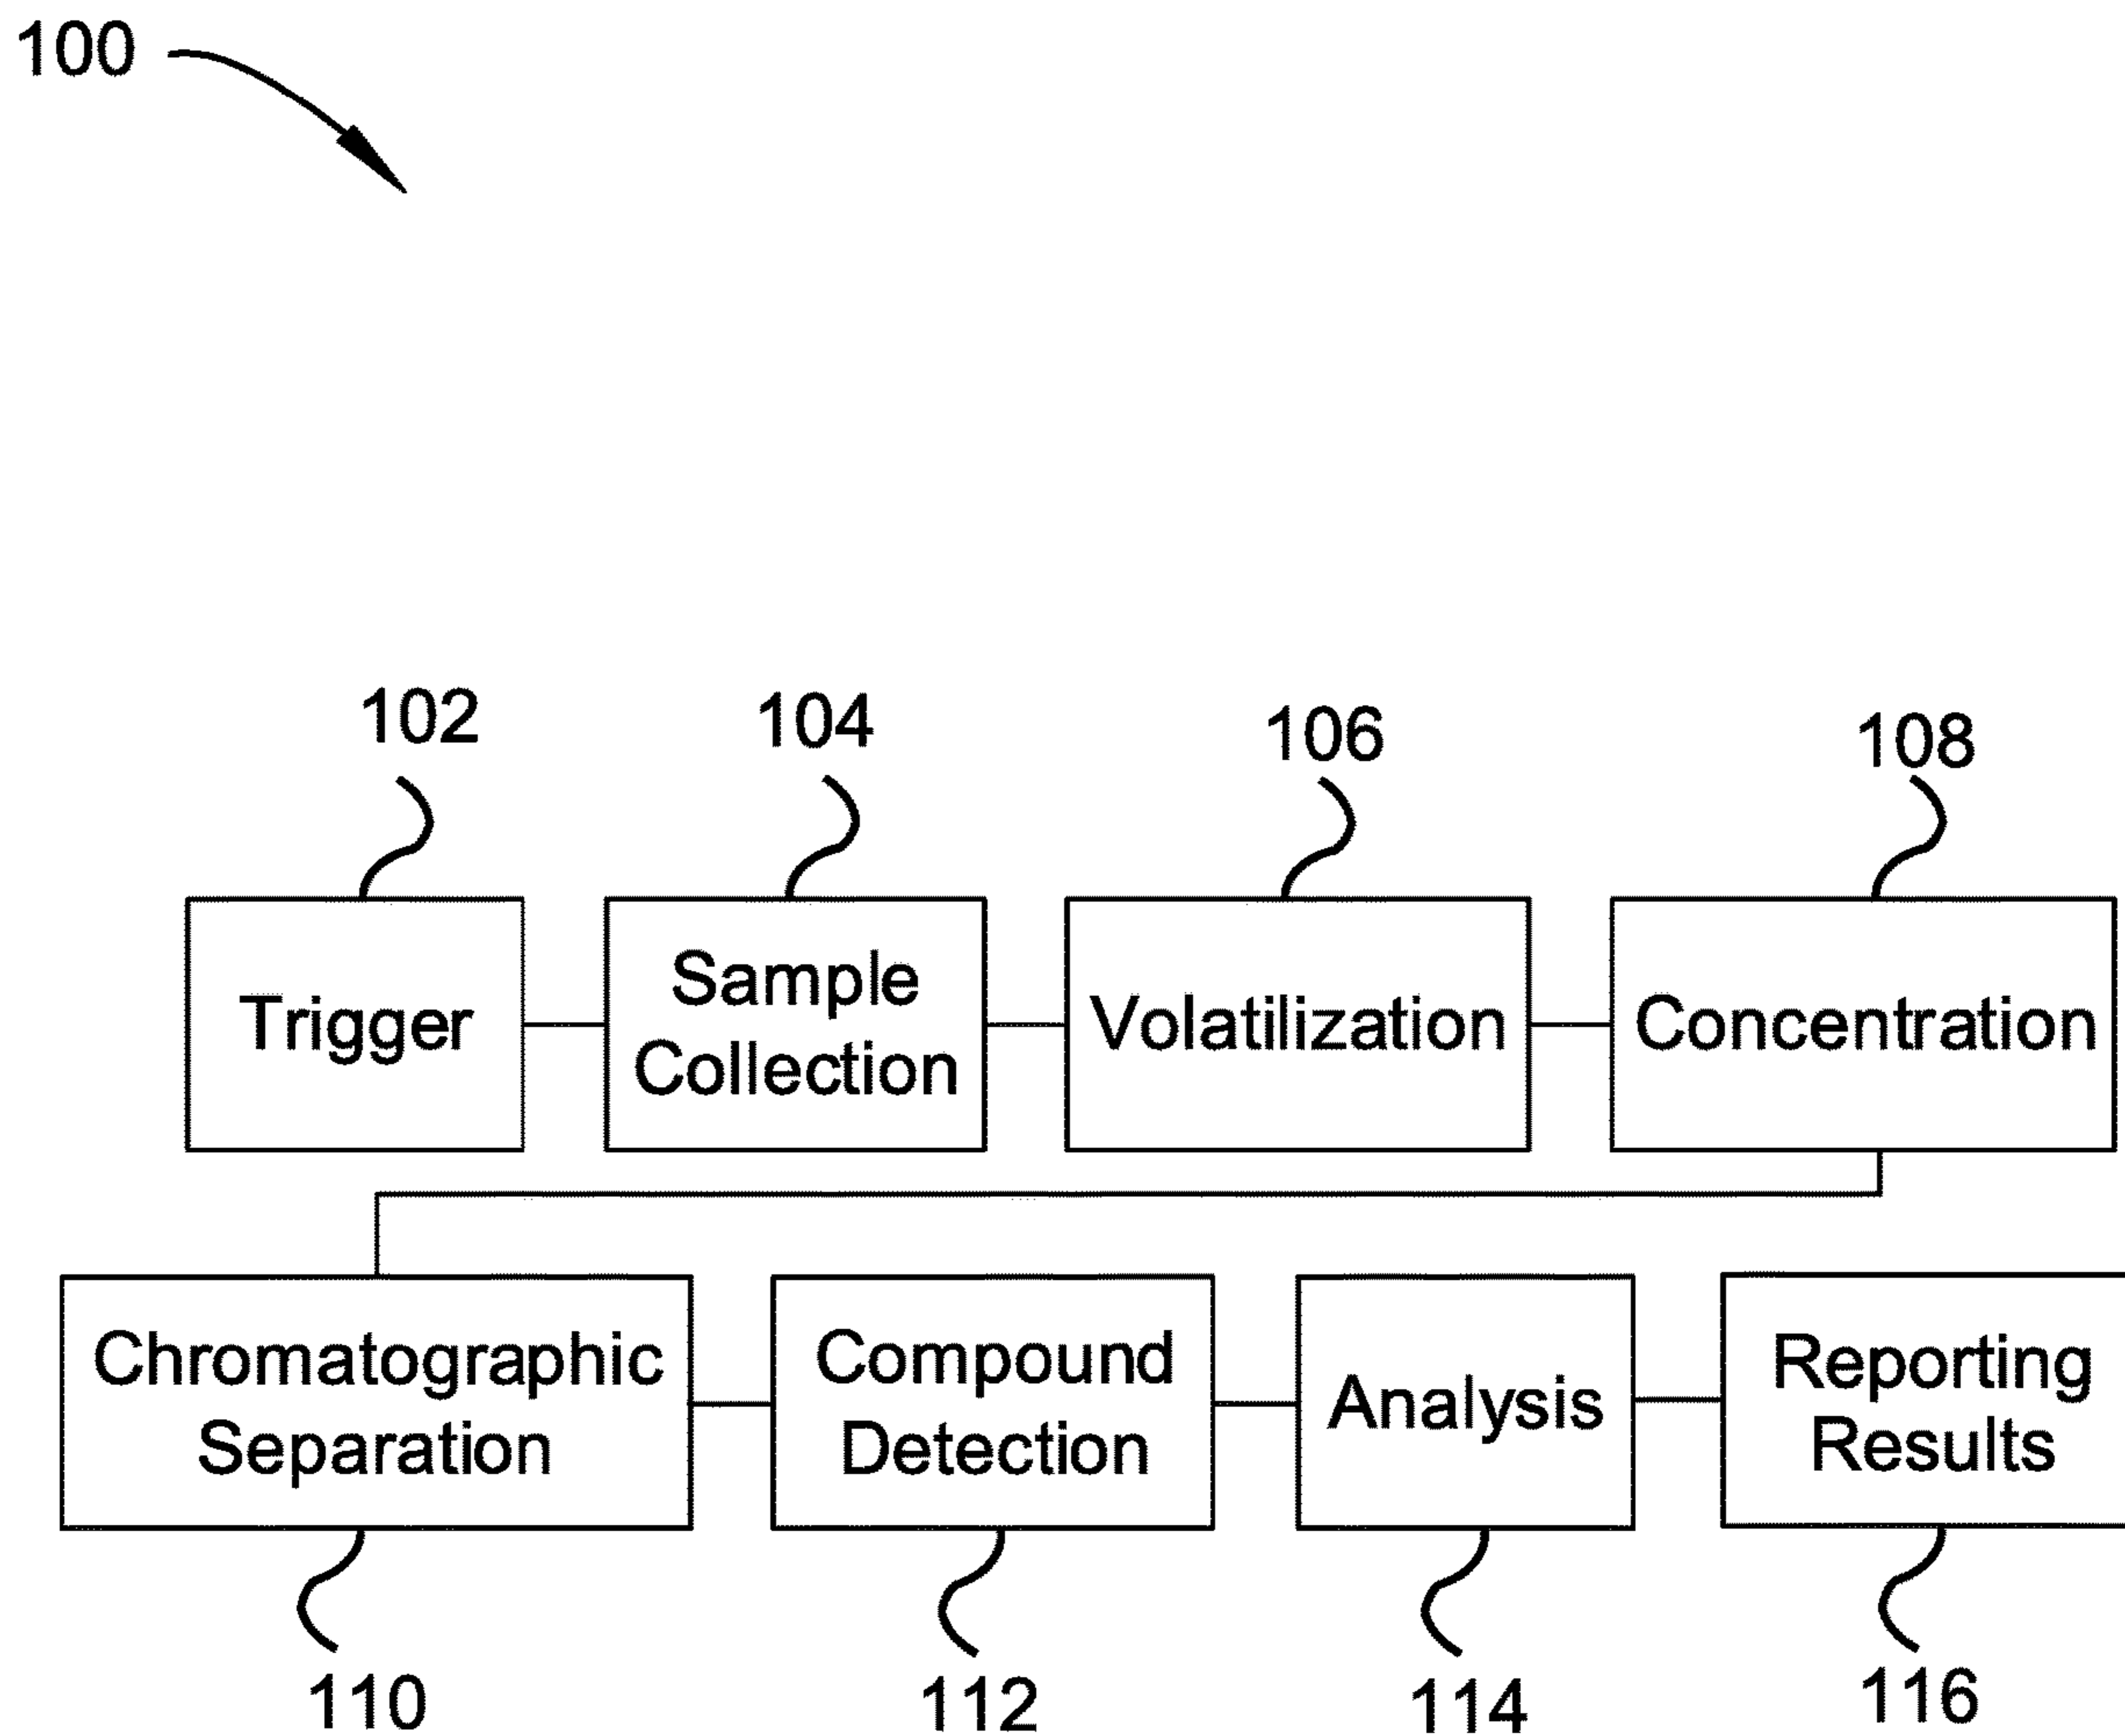 100
102
104
106
108
Trigger
Sample
Collection
Volatilization
Concentration
Chromatographic
Separation
Compound
Detection
Analysis
Reporting
Results
110
112
114
116